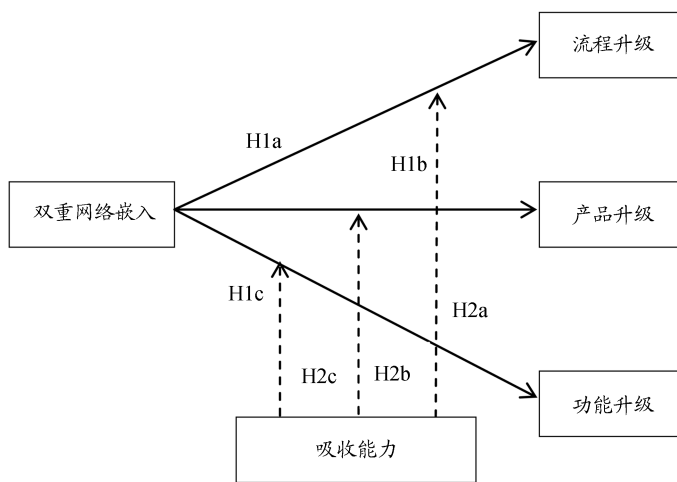 流程升级
H1a
H1b
双重网络嵌入
产品升级
H1c
H2a
H2c
H2b
功能升级
吸收能力